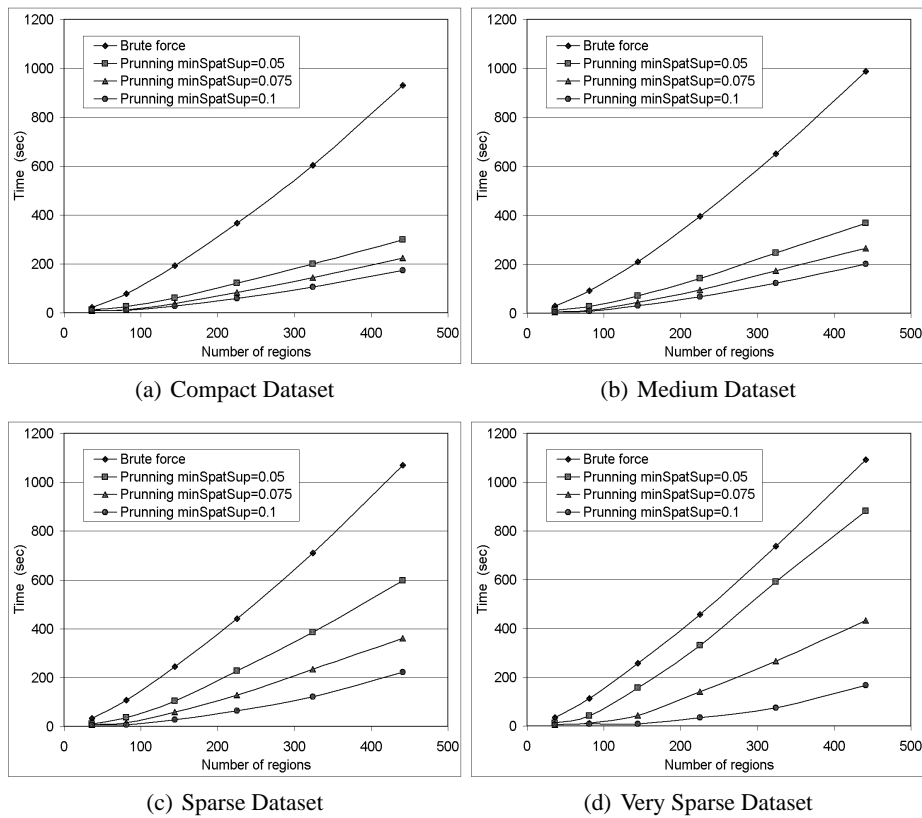 1200
1000
800
600
400
200
0
Time (sec)
Brute force
Prunning minSpatSup=0.05
Prunning minSpatSup=0.075
Prunning minSpatSup=0.1
0 100 200 300 400 500
Number of regions
(a) Compact Dataset
1200
1000
800
600
400
200
0
Time (sec)
Brute force
Prunning minSpatSup=0.05
Prunning minSpatSup=0.075
Prunning minSpatSup=0.1
0 100 200 300 400 500
Number of regions
(b) Medium Dataset
1200
1000
800
600
400
200
0
Time (sec)
Brute force
Prunning minSpatSup=0.05
Prunning minSpatSup=0.075
Prunning minSpatSup=0.1
0 100 200 300 400 500
Number of regions
(c) Sparse Dataset
1200
1000
800
600
400
200
0
Time (sec)
Brute force
Prunning minSpatSup=0.05
Prunning minSpatSup=0.075
Prunning minSpatSup=0.1
0 100 200 300 400 500
Number of regions
(d) Very Sparse Dataset